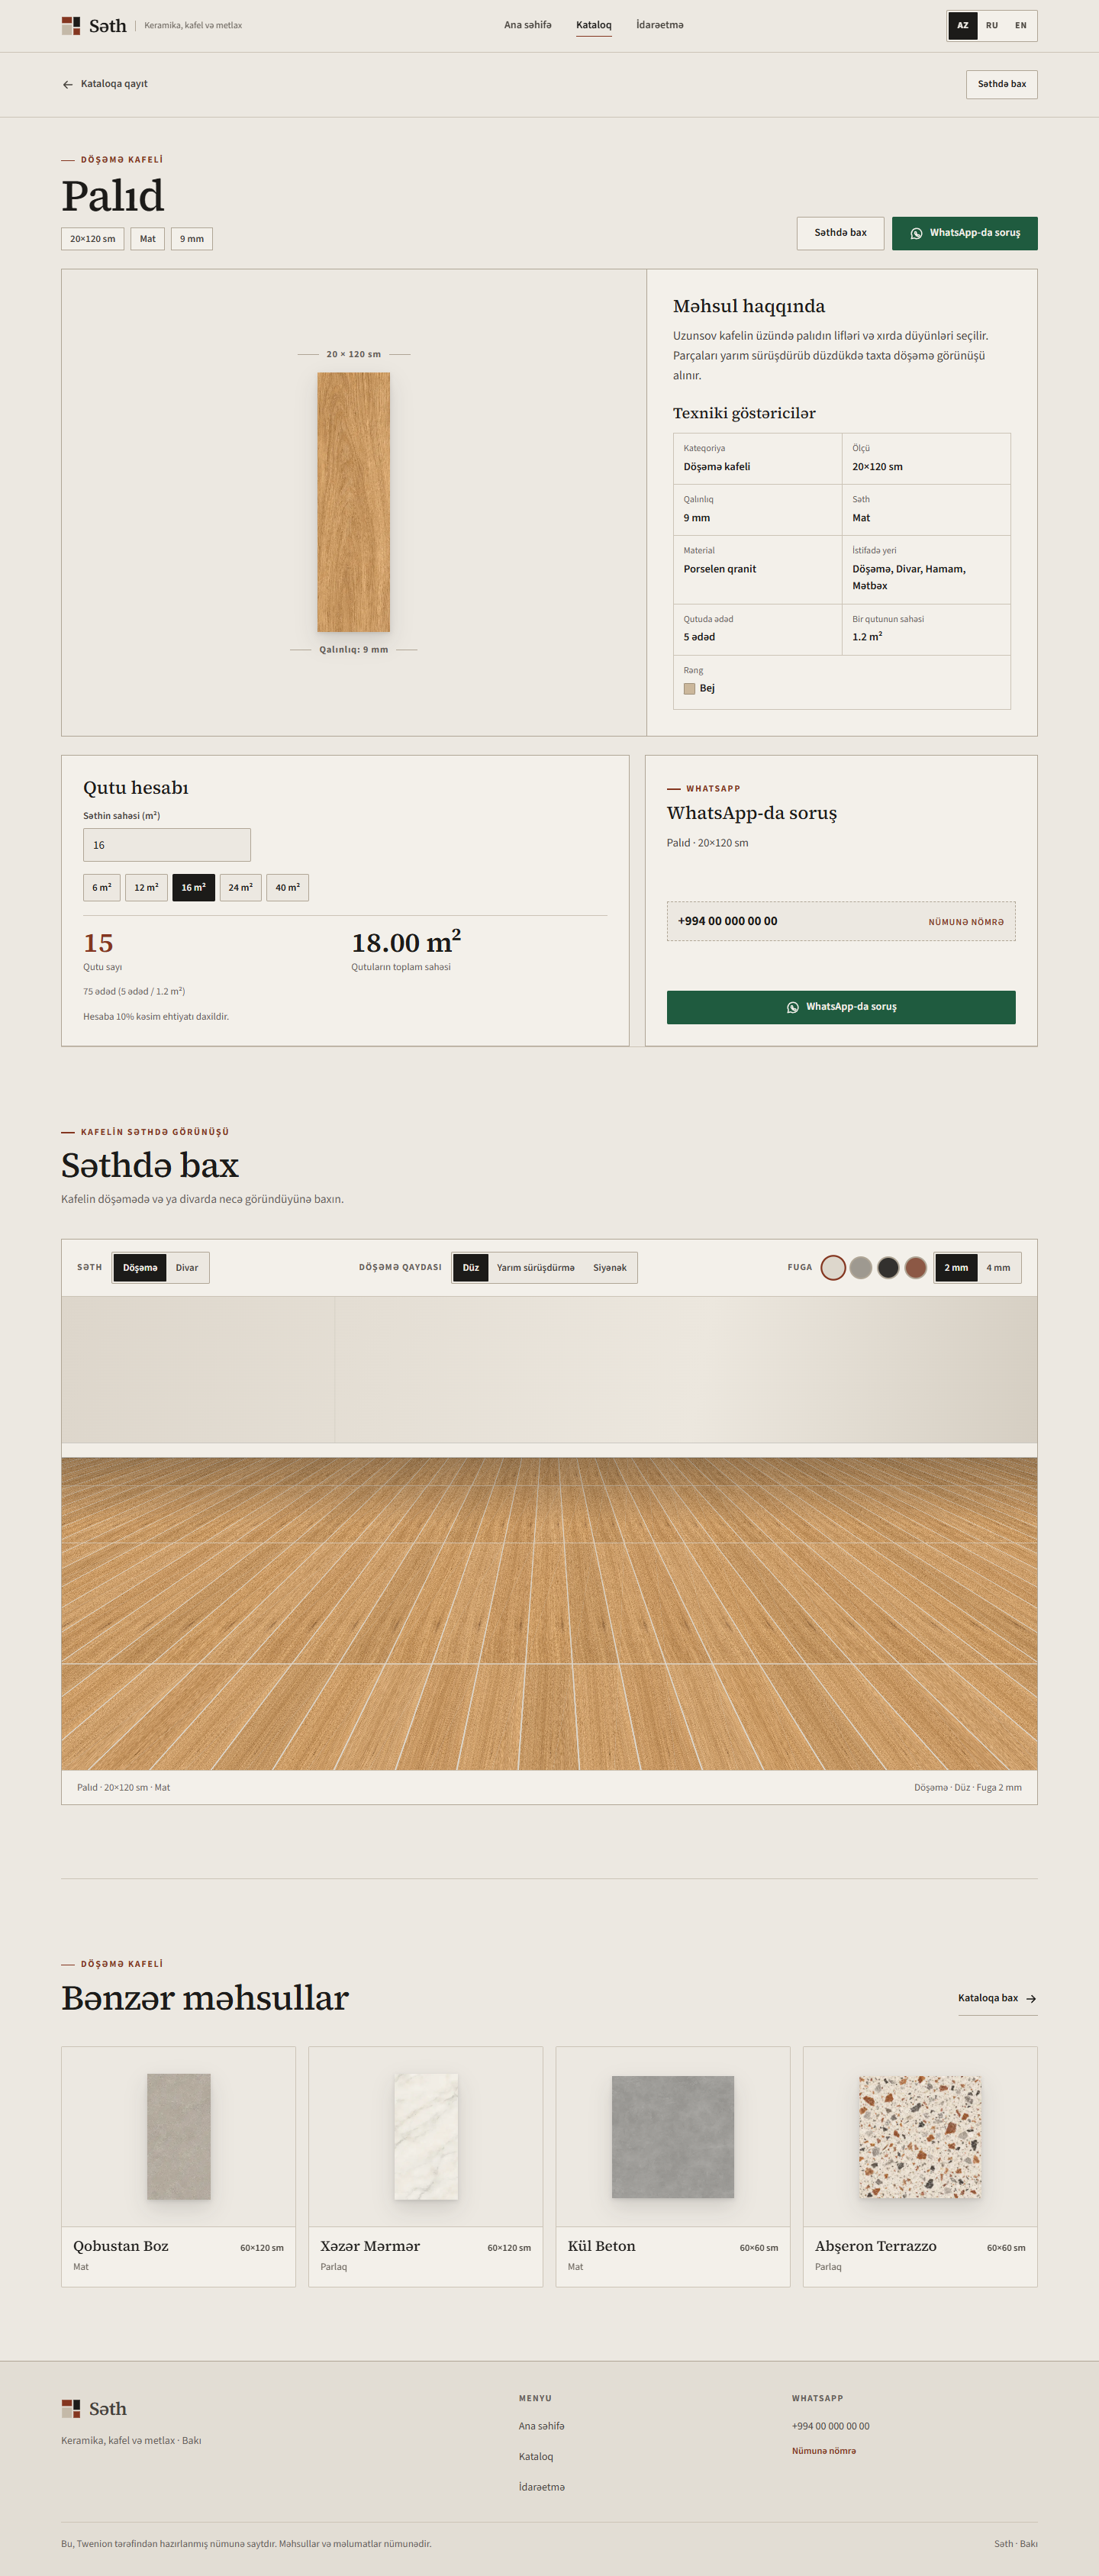 Səth
Keramika, kafel və metlax
Ana səhifə
Kataloq
İdarəetmə
AZ
RU
EN
← Kataloqa qayıt
Səthdə bax
DÖŞƏMƏ KAFELİ
Palıd
20×120 sm
Mat
9 mm
Səthdə bax
WhatsApp-da soruş
20 × 120 sm
Qalınlıq: 9 mm
Məhsul haqqında
Uzunsov kafelin üzündə palıdın lifləri və xırda düyünləri seçilir.
Parçaları yarım sürüşdürüb düzdükdə taxta döşəmə görünüşü
alınır.
Texniki göstəricilər
Kateqoriya
Döşəmə kafeli
Ölçü
20×120 sm
Qalınlıq
9 mm
Səth
Mat
Material
Porselen qranit
İstifadə yeri
Döşəmə, Divar, Hamam,
Mətbəx
Qutuda ədəd
5 ədəd
Bir qutunun sahəsi
1.2 m²
Rəng
Bej
Qutu hesabı
Səthin sahəsi (m²)
16
6 m²
12 m²
16 m²
24 m²
40 m²
15
Qutu sayı
18.00 m²
Qutuların toplam sahəsi
75 ədəd (5 ədəd / 1.2 m²)
Hesaba 10% kəsim ehtiyatı daxildir.
WHATSAPP
WhatsApp-da soruş
Palıd · 20×120 sm
+994 00 000 00 00
NÜMUNƏ NÖMRƏ
WhatsApp-da soruş
KAFELİN SƏTHDƏ GÖRÜNÜŞÜ
Səthdə bax
Kafelin döşəmədə və ya divarda necə göründüyünə baxın.
SƏTH
Döşəmə
Divar
DÖŞƏMƏ QAYDASI
Düz
Yarım sürüşdürmə
Siyənək
FUGA
2 mm
4 mm
Palıd · 20×120 sm · Mat
Döşəmə · Düz · Fuga 2 mm
DÖŞƏMƏ KAFELİ
Bənzər məhsullar
Kataloqa bax →
Qobustan Boz
60×120 sm
Mat
Xəzər Mərmər
60×120 sm
Parlaq
Kül Beton
60×60 sm
Mat
Abşeron Terrazzo
60×60 sm
Parlaq
Səth
Keramika, kafel və metlax · Bakı
MENYU
Ana səhifə
Kataloq
İdarəetmə
WHATSAPP
+994 00 000 00 00
Nümunə nömrə
Bu, Twenion tərəfindən hazırlanmış nümunə saytdır. Məhsullar və məlumatlar nümunədir.
Səth · Bakı